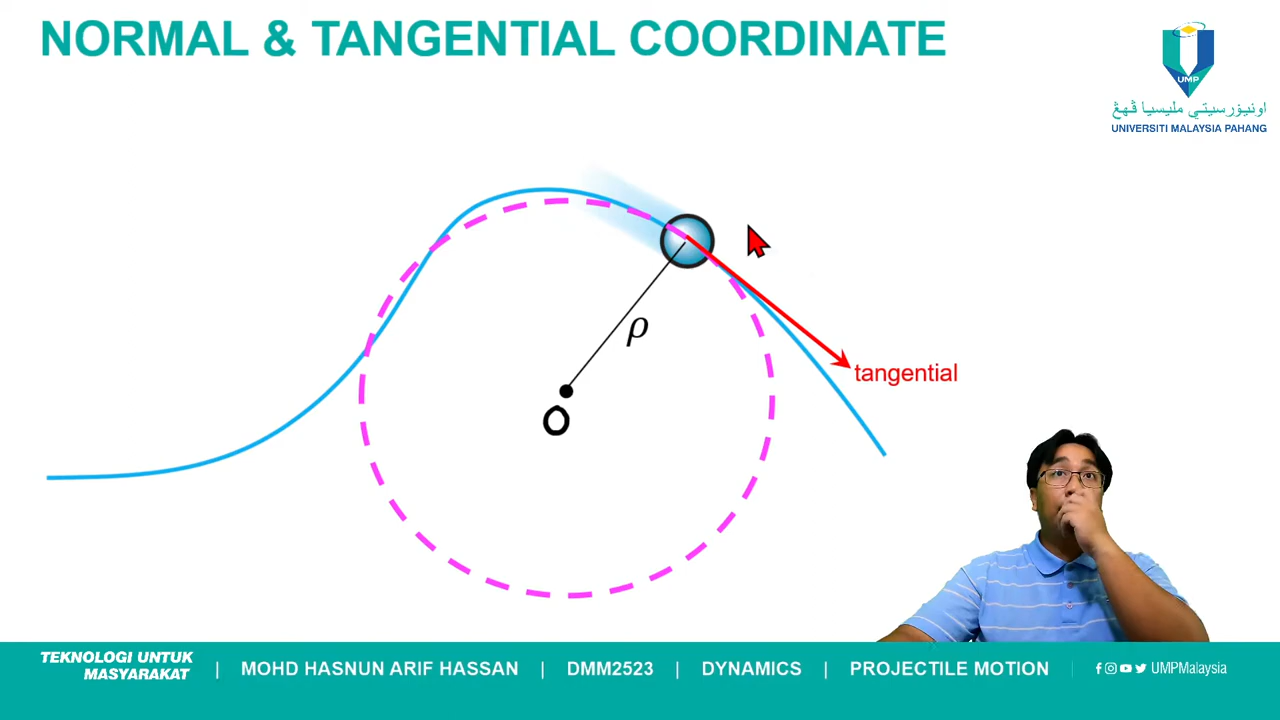 NORMAL & TANGENTIAL COORDINATE
UMP
اونيۏرسيتي مليسيا ڤهڠ
UNIVERSITI MALAYSIA PAHANG
ρ
tangential
O
TEKNOLOGI UNTUK
MASYARAKAT
| MOHD HASNUN ARIF HASSAN | DMM2523 | DYNAMICS | PROJECTILE MOTION | UMPMalaysia